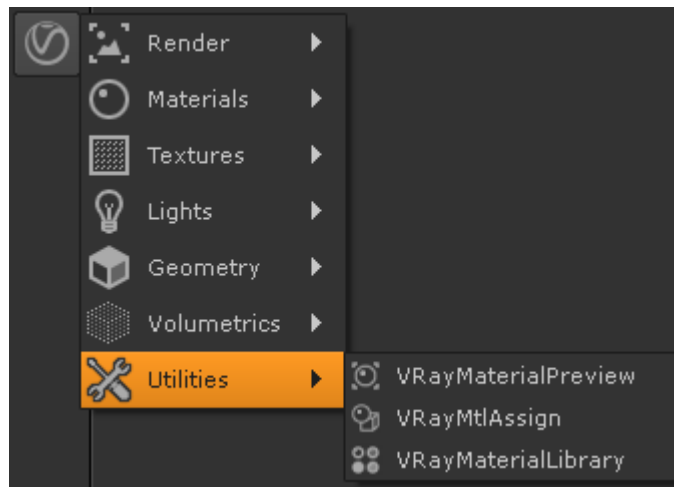 Render
Materials
Textures
Lights
Geometry
Volumetrics
Utilities
VRayMaterialPreview
VRayMtlAssign
VRayMaterialLibrary